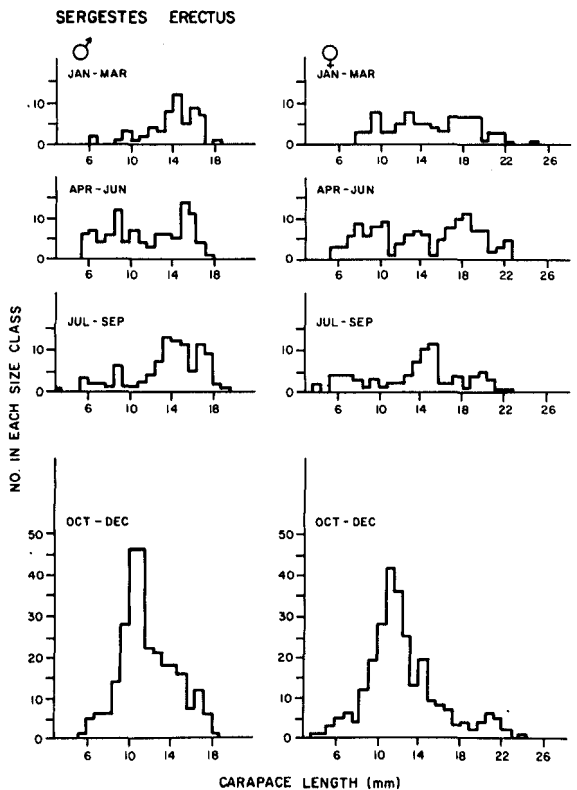 SERGESTES ERECTUS
♂ ♀
JAN-MAR JAN-MAR
10 10
0 0
6 10 14 18 6 10 14 18 22 26
APR-JUN APR-JUN
10 10
0 0
6 10 14 18 6 10 14 18 22 26
JUL-SEP JUL-SEP
10 10
0 0
6 10 14 18 6 10 14 18 22 26
NO. IN EACH SIZE CLASS
OCT-DEC OCT-DEC
50 50
40 40
30 30
20 20
10 10
0 0
6 10 14 18 6 10 14 18 22 26
CARAPACE LENGTH (mm)